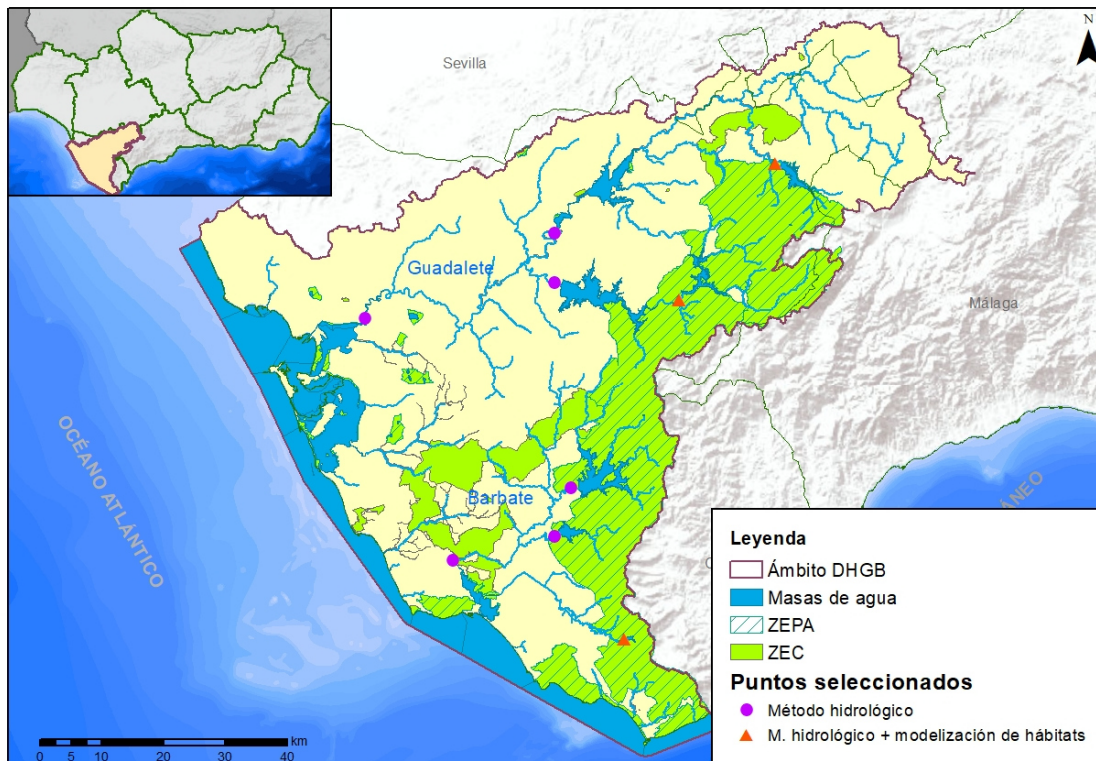 Sevilla
N
Guadalete
Málaga
OCÉANO ATLÁNTICO
Barbate
ÁNEO
Leyenda
Ámbito DHGB
Masas de agua
ZEPA
ZEC
Puntos seleccionados
Método hidrológico
M. hidrológico + modelización de hábitats
km
0 5 10 20 30 40